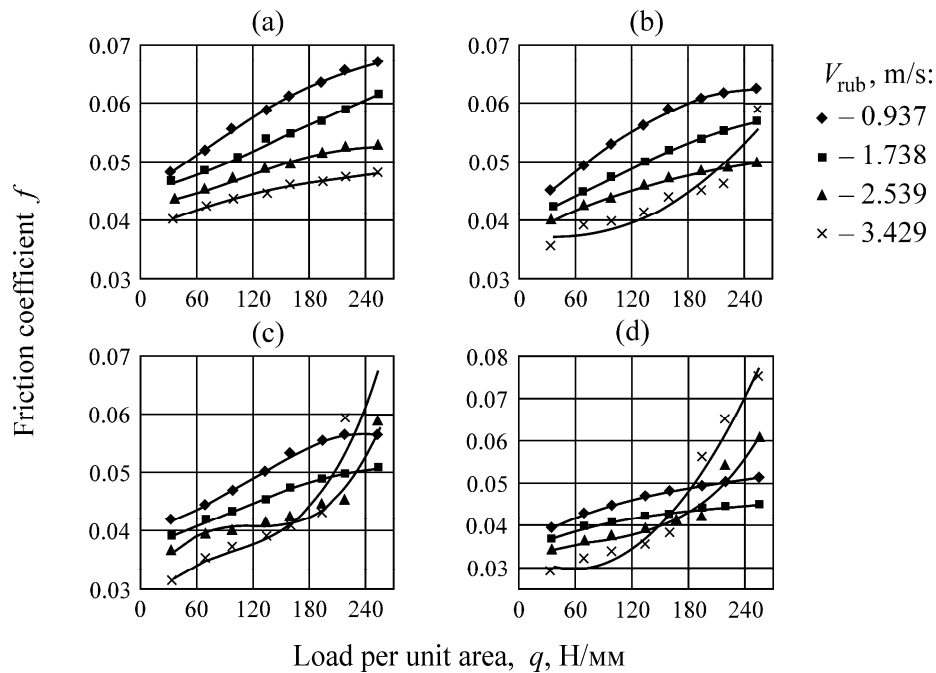 (a)
(b)
0.07
0.06
0.05
0.04
0.03
0 60 120 180 240
0.07
0.06
0.05
0.04
0.03
0 60 120 180 240
V_rub, m/s:
– 0.937
– 1.738
– 2.539
– 3.429
Friction coefficient f
(c)
(d)
0.07
0.06
0.05
0.04
0.03
0 60 120 180 240
0.08
0.07
0.06
0.05
0.04
0.03
0 60 120 180 240
Load per unit area, q, Н/мм